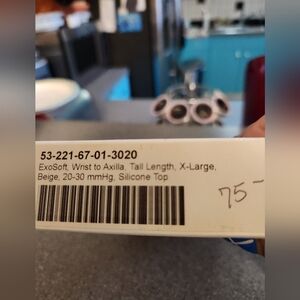 53-221-67-01-3020
ExoSoft, Wrist to Axilla, Tall Length, X-Large,
Beige, 20-30 mmHg, Silicone Top
75-